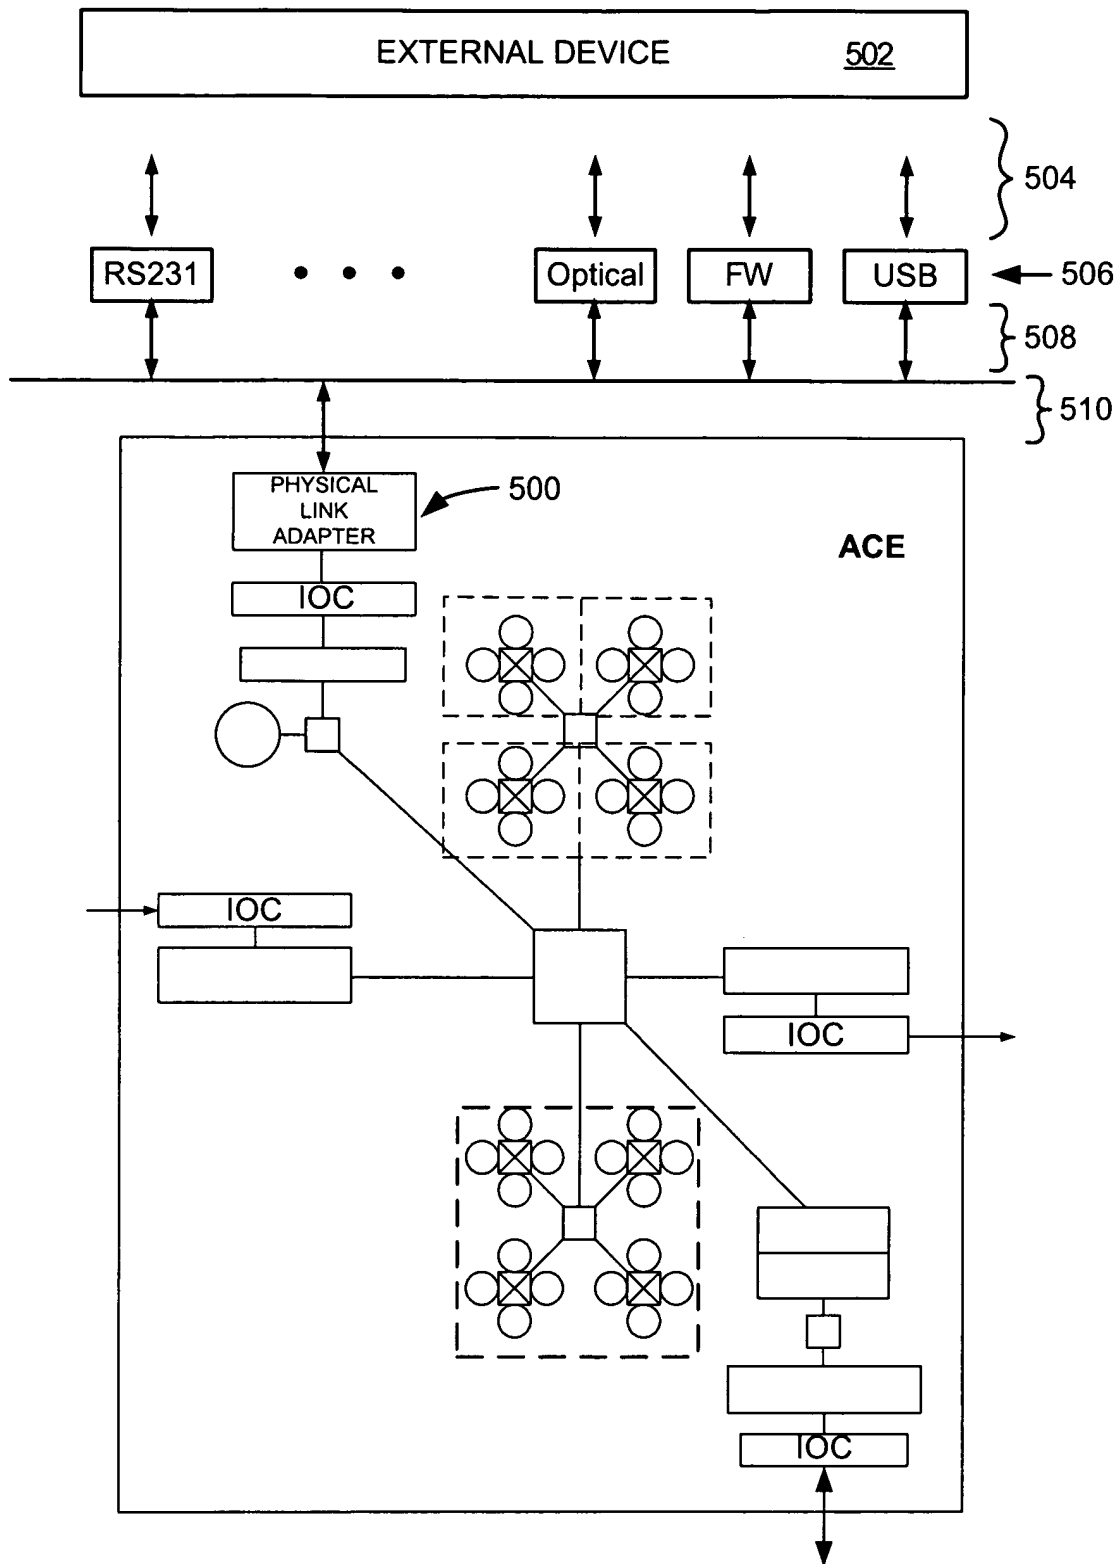 EXTERNAL DEVICE 502
504
RS231 Optical FW USB 506
508
510
PHYSICAL
LINK
ADAPTER
500
ACE
IOC
IOC
IOC
IOC